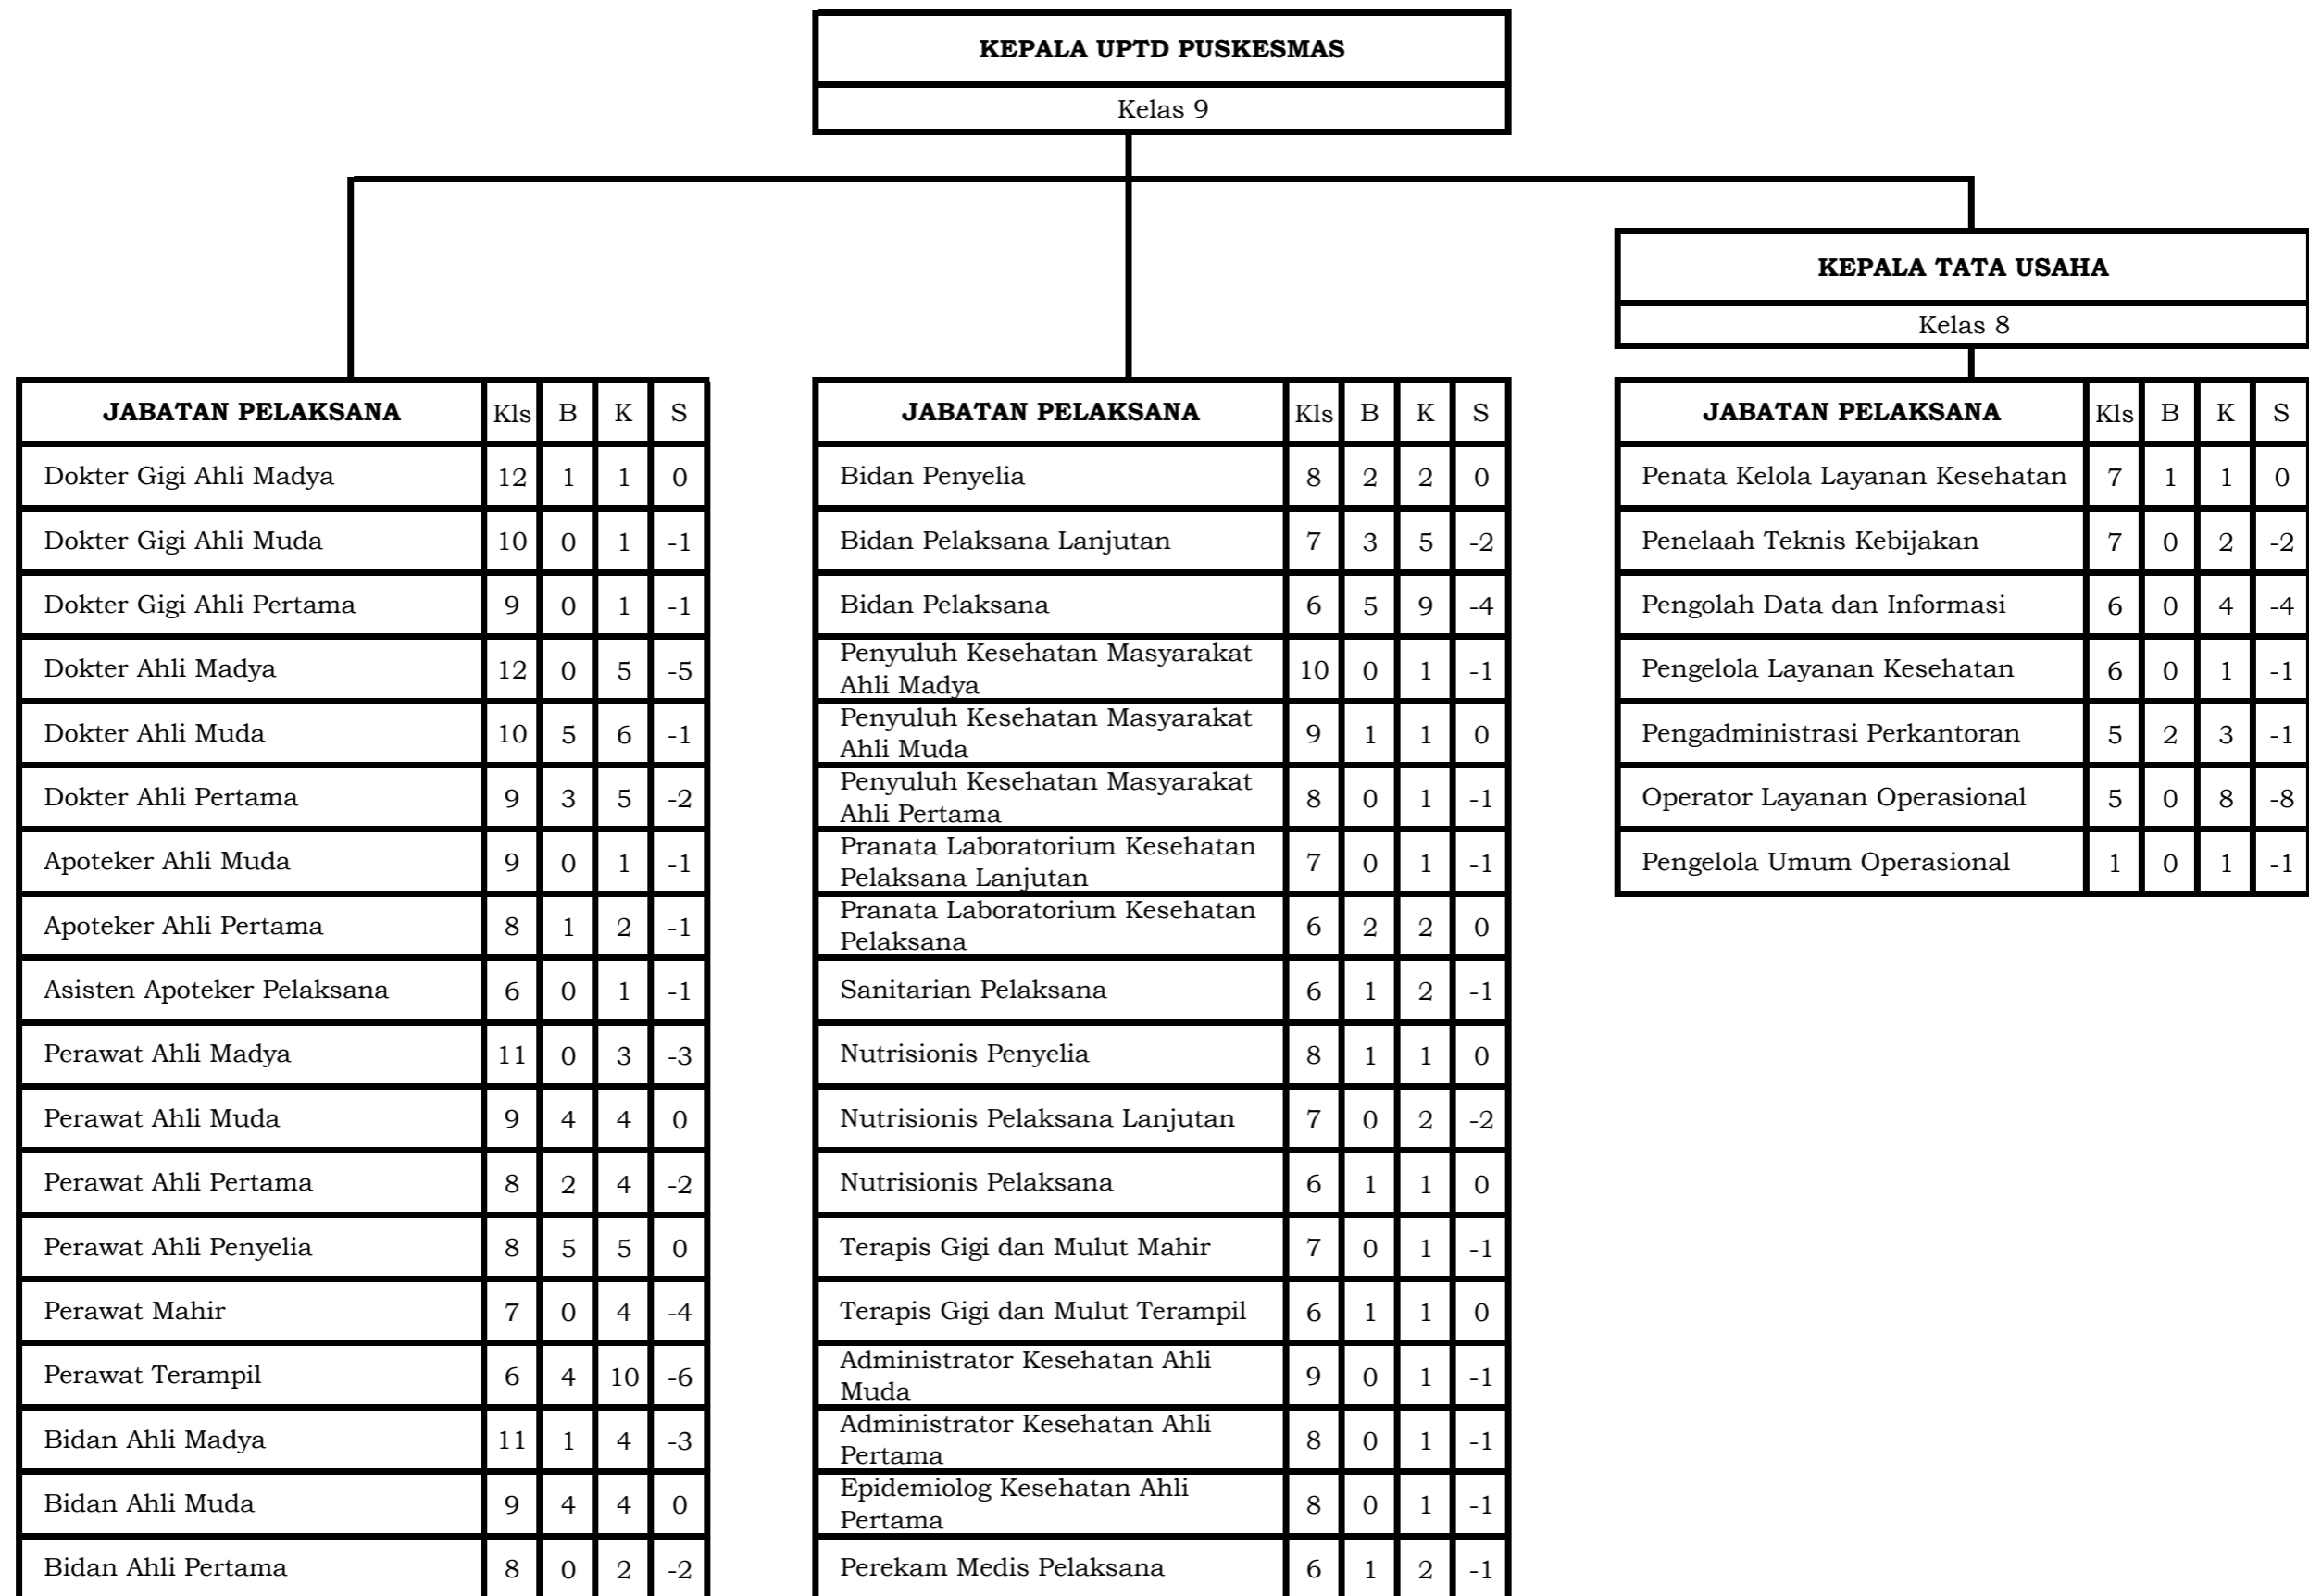 KEPALA UPTD PUSKESMAS
Kelas 9
KEPALA TATA USAHA
Kelas 8
JABATAN PELAKSANA Kls B K S
Dokter Gigi Ahli Madya 12 1 1 0
Dokter Gigi Ahli Muda 10 0 1 -1
Dokter Gigi Ahli Pertama 9 0 1 -1
Dokter Ahli Madya 12 0 5 -5
Dokter Ahli Muda 10 5 6 -1
Dokter Ahli Pertama 9 3 5 -2
Apoteker Ahli Muda 9 0 1 -1
Apoteker Ahli Pertama 8 1 2 -1
Asisten Apoteker Pelaksana 6 0 1 -1
Perawat Ahli Madya 11 0 3 -3
Perawat Ahli Muda 9 4 4 0
Perawat Ahli Pertama 8 2 4 -2
Perawat Ahli Penyelia 8 5 5 0
Perawat Mahir 7 0 4 -4
Perawat Terampil 6 4 10 -6
Bidan Ahli Madya 11 1 4 -3
Bidan Ahli Muda 9 4 4 0
Bidan Ahli Pertama 8 0 2 -2
JABATAN PELAKSANA Kls B K S
Bidan Penyelia 8 2 2 0
Bidan Pelaksana Lanjutan 7 3 5 -2
Bidan Pelaksana 6 5 9 -4
Penyuluh Kesehatan Masyarakat
Ahli Madya 10 0 1 -1
Penyuluh Kesehatan Masyarakat
Ahli Muda 9 1 1 0
Penyuluh Kesehatan Masyarakat
Ahli Pertama 8 0 1 -1
Pranata Laboratorium Kesehatan
Pelaksana Lanjutan 7 0 1 -1
Pranata Laboratorium Kesehatan
Pelaksana 6 2 2 0
Sanitarian Pelaksana 6 1 2 -1
Nutrisionis Penyelia 8 1 1 0
Nutrisionis Pelaksana Lanjutan 7 0 2 -2
Nutrisionis Pelaksana 6 1 1 0
Terapis Gigi dan Mulut Mahir 7 0 1 -1
Terapis Gigi dan Mulut Terampil 6 1 1 0
Administrator Kesehatan Ahli
Muda 9 0 1 -1
Administrator Kesehatan Ahli
Pertama 8 0 1 -1
Epidemiolog Kesehatan Ahli
Pertama 8 0 1 -1
Perekam Medis Pelaksana 6 1 2 -1
JABATAN PELAKSANA Kls B K S
Penata Kelola Layanan Kesehatan 7 1 1 0
Penelaah Teknis Kebijakan 7 0 2 -2
Pengolah Data dan Informasi 6 0 4 -4
Pengelola Layanan Kesehatan 6 0 1 -1
Pengadministrasi Perkantoran 5 2 3 -1
Operator Layanan Operasional 5 0 8 -8
Pengelola Umum Operasional 1 0 1 -1